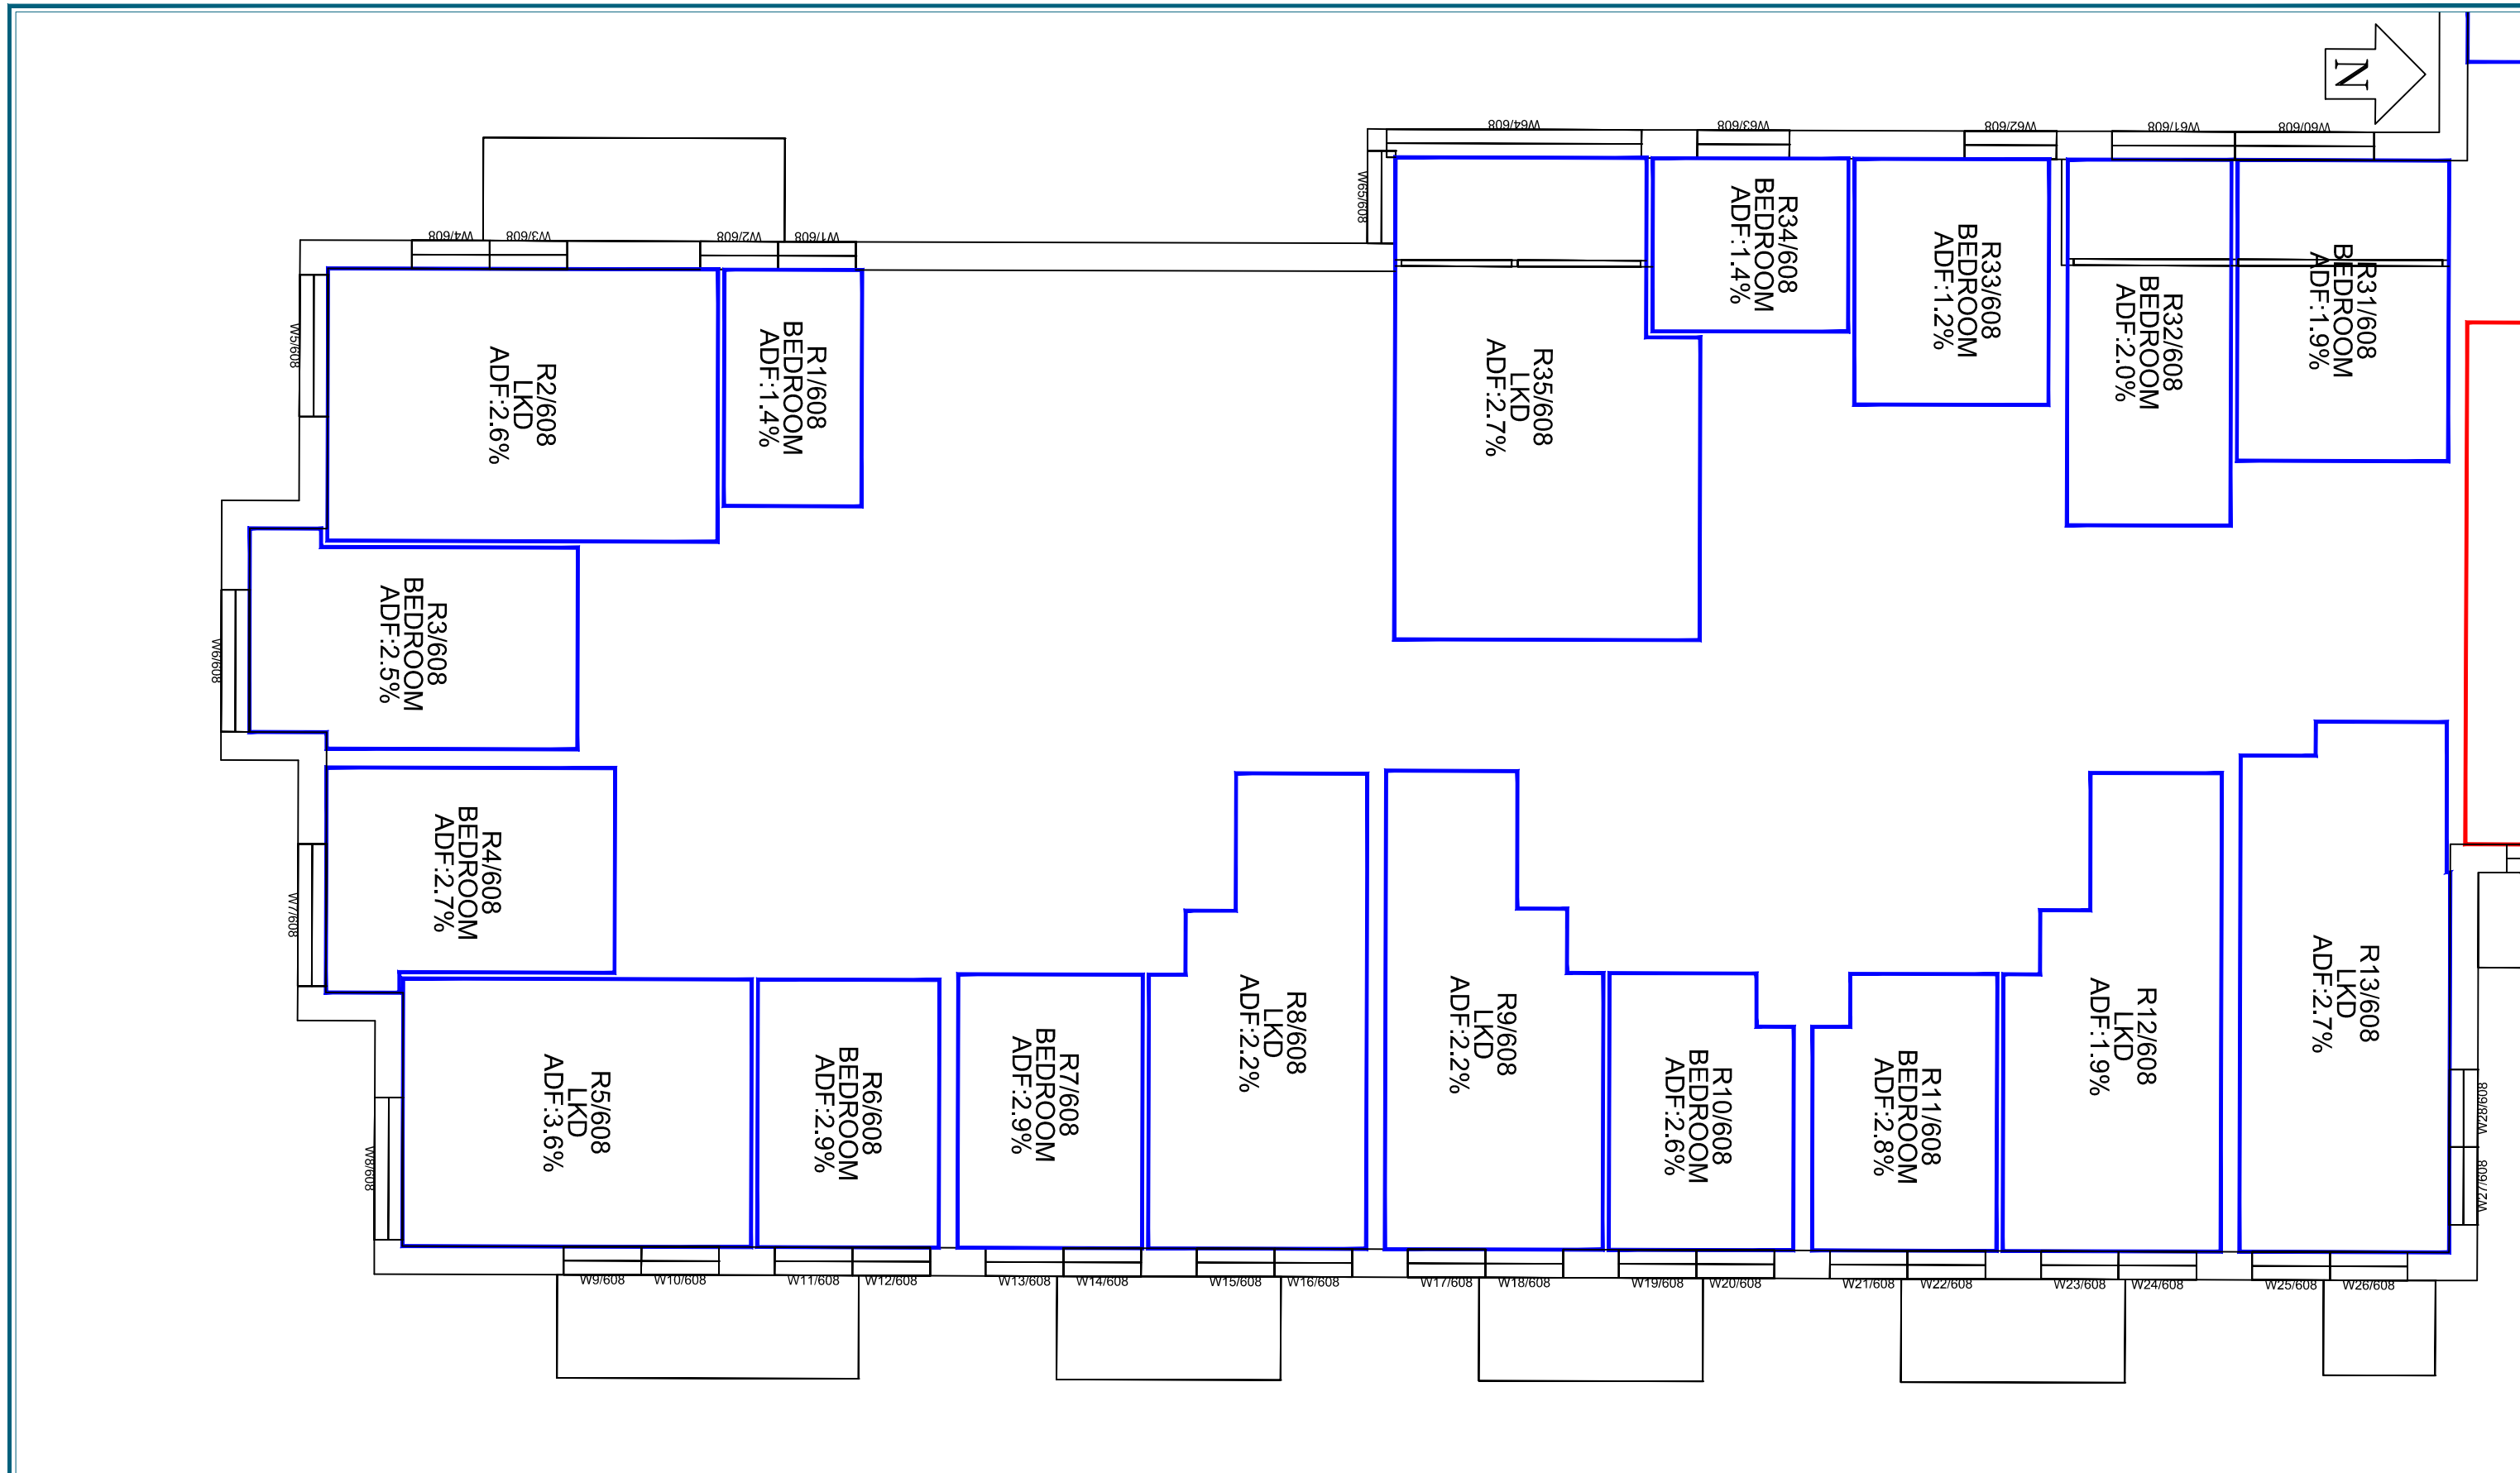 N
W64/608
W63/608
W62/608
W61/608
W60/608
W65/608
W4/608
W3/608
W2/608
W1/608
W5/608
R2/608
LKD
ADF:2.6%
R1/608
BEDROOM
ADF:1.4%
R35/608
LKD
ADF:2.7%
R34/608
BEDROOM
ADF:1.4%
R33/608
BEDROOM
ADF:1.2%
R32/608
BEDROOM
ADF:2.0%
R31/608
BEDROOM
ADF:1.9%
W6/608
R3/608
BEDROOM
ADF:2.5%
W7/608
R4/608
BEDROOM
ADF:2.7%
W8/608
R5/608
LKD
ADF:3.6%
R6/608
BEDROOM
ADF:2.9%
R7/608
BEDROOM
ADF:2.9%
R8/608
LKD
ADF:2.2%
R9/608
LKD
ADF:2.2%
R10/608
BEDROOM
ADF:2.6%
R11/608
BEDROOM
ADF:2.8%
R12/608
LKD
ADF:1.9%
R13/608
LKD
ADF:2.7%
W28/608
W27/608
W9/608
W10/608
W11/608
W12/608
W13/608
W14/608
W15/608
W16/608
W17/608
W18/608
W19/608
W20/608
W21/608
W22/608
W23/608
W24/608
W25/608
W26/608